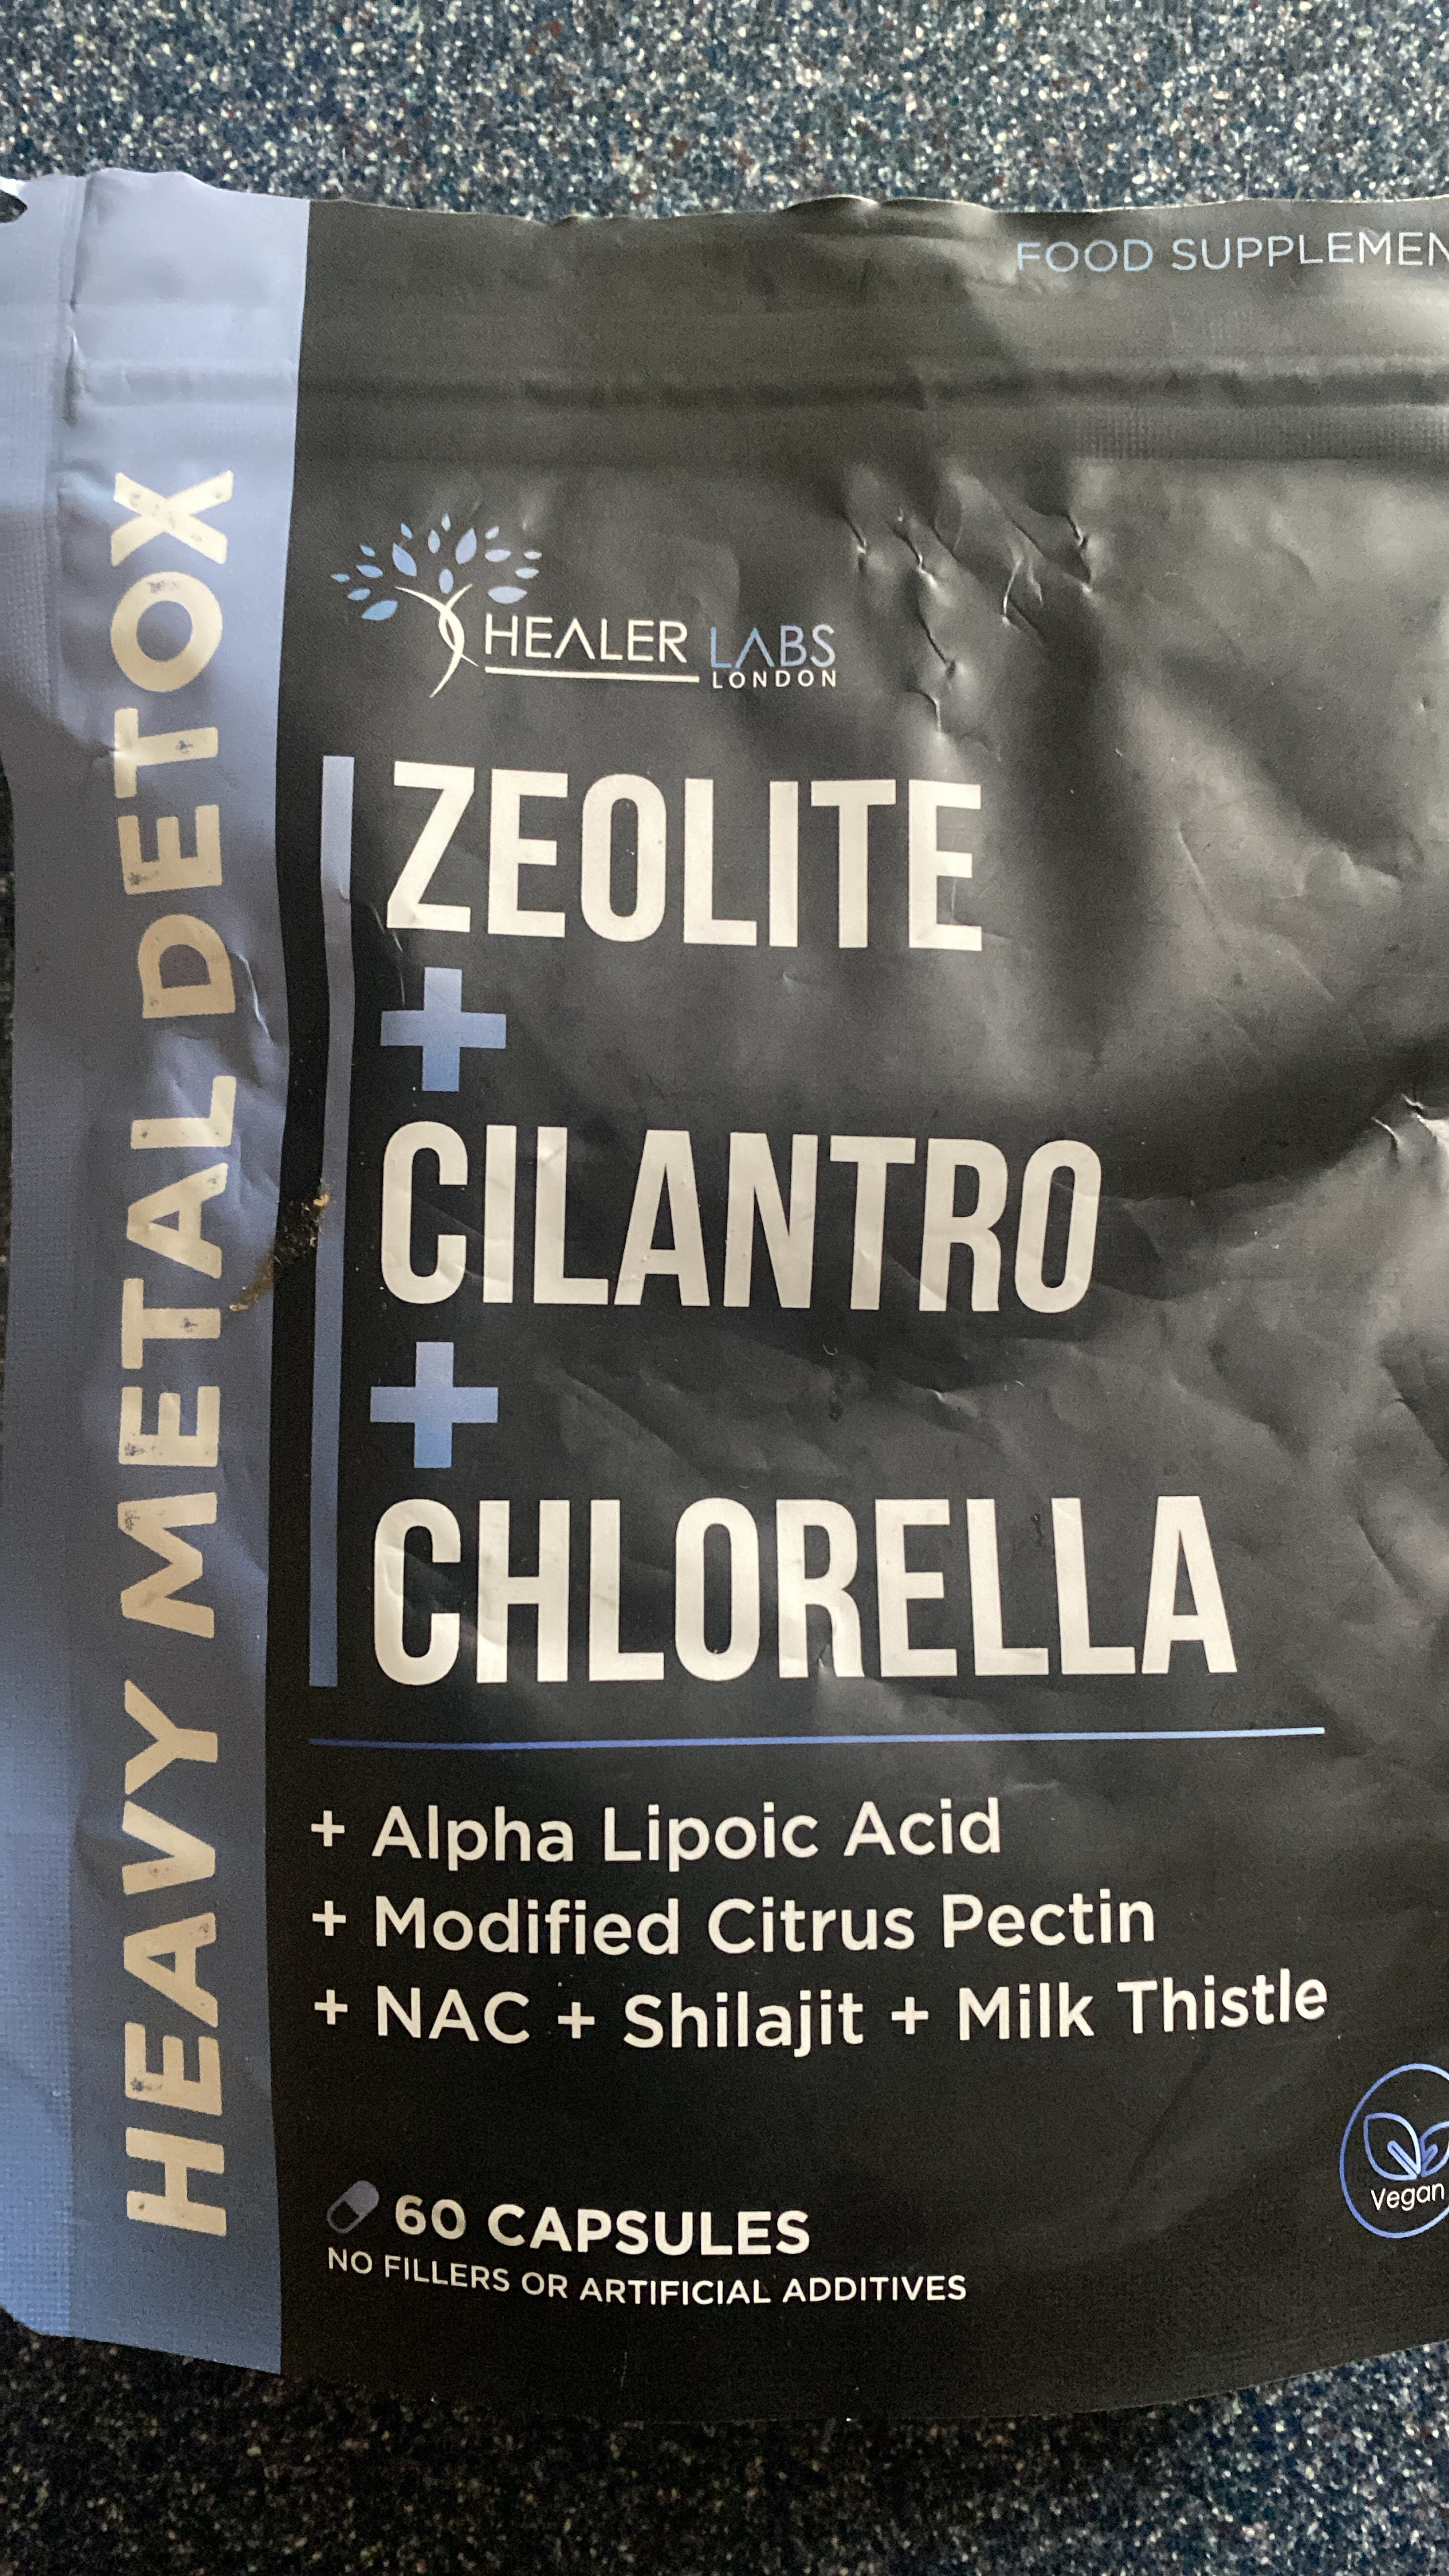 FOOD SUPPLEMEN
HEALER LABS
LONDON
HEAVY METAL DETOX
ZEOLITE
+
CILANTRO
+
CHLORELLA
+ Alpha Lipoic Acid
+ Modified Citrus Pectin
+ NAC + Shilajit + Milk Thistle
Vegan
60 CAPSULES
NO FILLERS OR ARTIFICIAL ADDITIVES